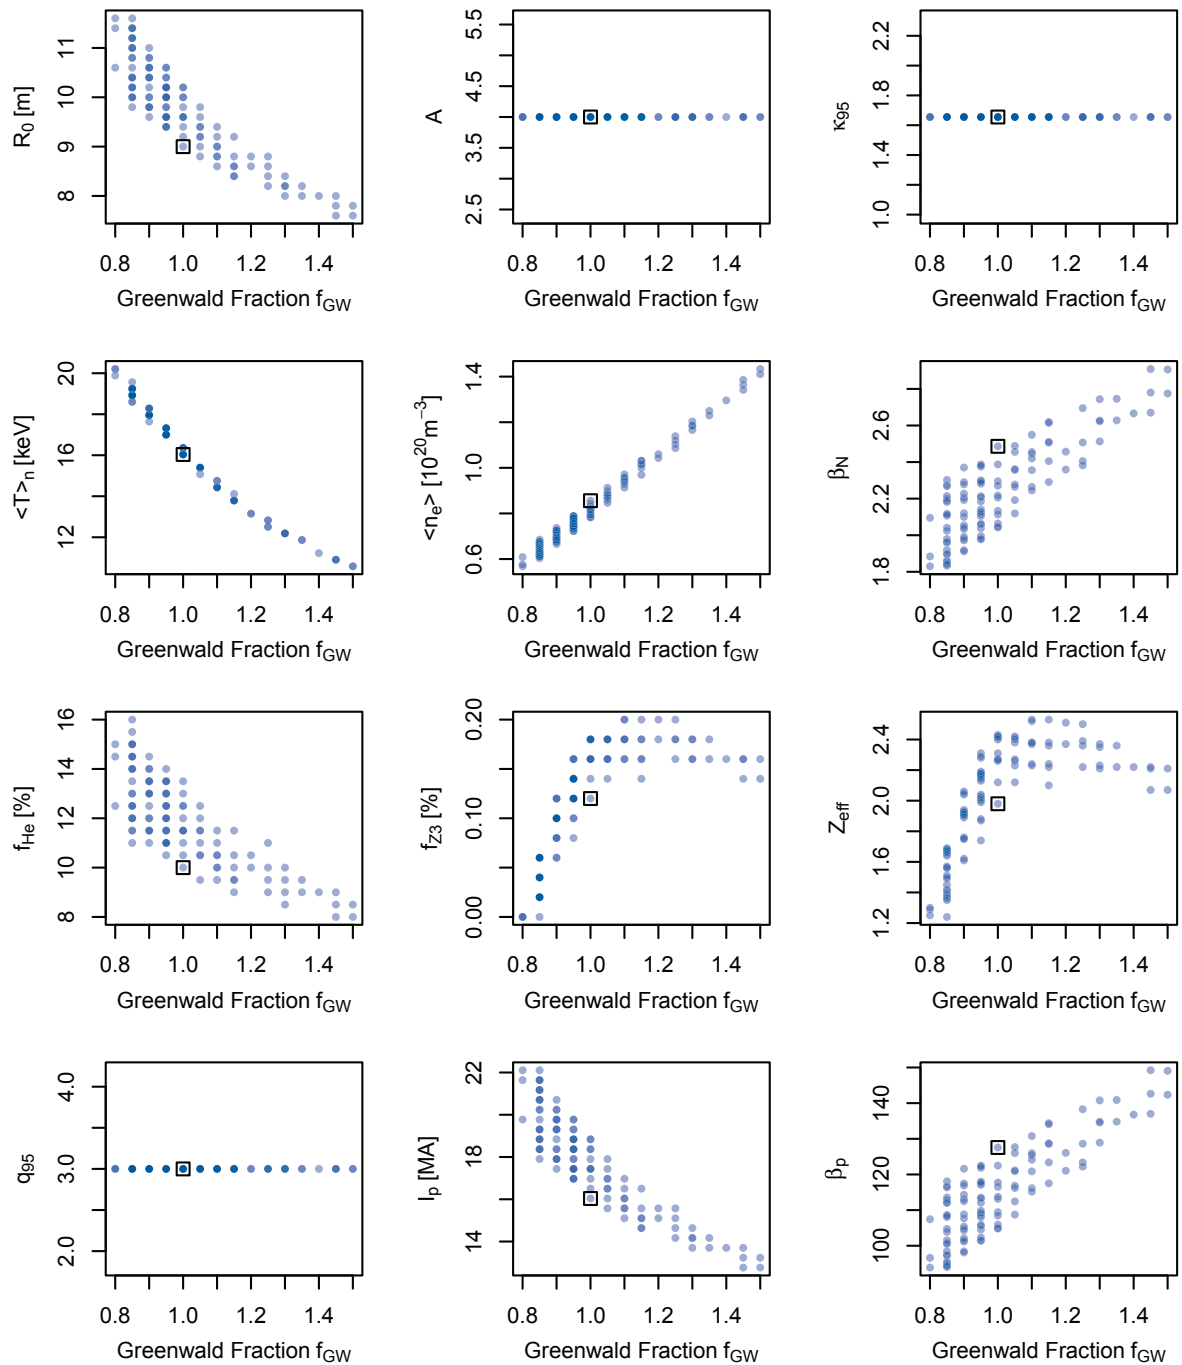 R0 [m]
11
10
9
8
0.8 1.0 1.2 1.4
Greenwald Fraction fGW
A
5.5
4.5
3.5
2.5
0.8 1.0 1.2 1.4
Greenwald Fraction fGW
κ95
2.2
1.8
1.4
1.0
0.8 1.0 1.2 1.4
Greenwald Fraction fGW
<T>n [keV]
20
16
12
0.8 1.0 1.2 1.4
Greenwald Fraction fGW
<ne> [10^20 m−3]
1.4
1.0
0.6
0.8 1.0 1.2 1.4
Greenwald Fraction fGW
βN
2.6
2.2
1.8
0.8 1.0 1.2 1.4
Greenwald Fraction fGW
fHe [%]
16
14
12
10
8
0.8 1.0 1.2 1.4
Greenwald Fraction fGW
fZ3 [%]
0.20
0.10
0.00
0.8 1.0 1.2 1.4
Greenwald Fraction fGW
Zeff
2.4
2.0
1.6
1.2
0.8 1.0 1.2 1.4
Greenwald Fraction fGW
q95
4.0
3.0
2.0
0.8 1.0 1.2 1.4
Greenwald Fraction fGW
Ip [MA]
22
18
14
0.8 1.0 1.2 1.4
Greenwald Fraction fGW
βp
140
120
100
0.8 1.0 1.2 1.4
Greenwald Fraction fGW